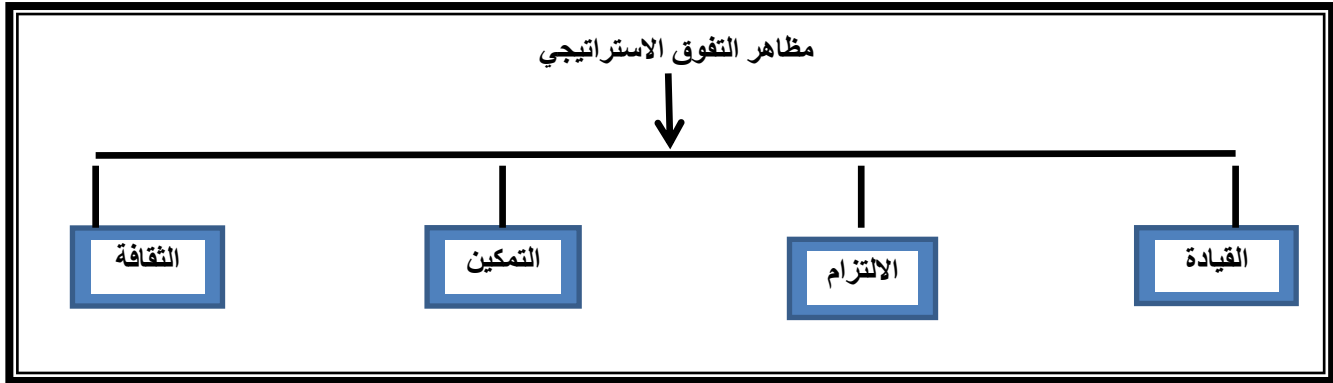 مظاهر التفوق الاستراتيجي
القيادة
الالتزام
التمكين
الثقافة